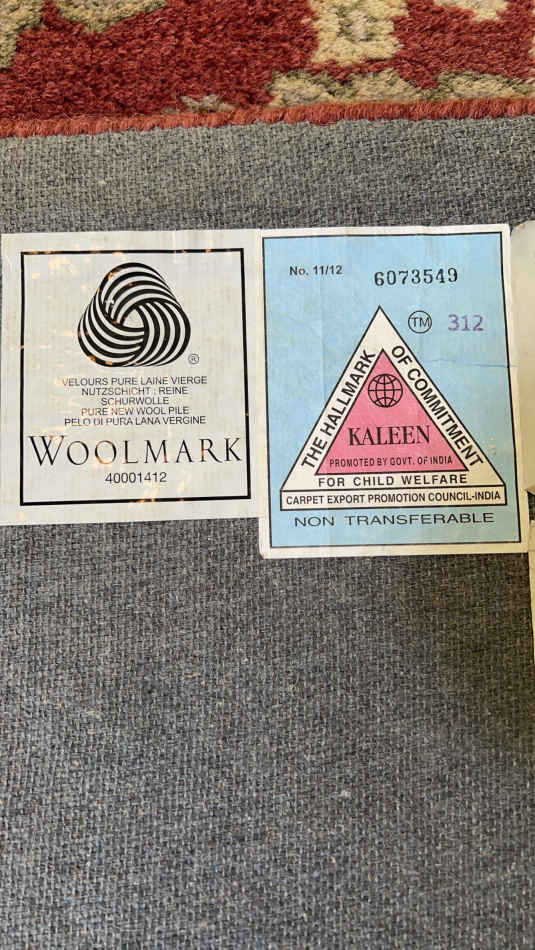 ®
VELOURS PURE LAINE VIERGE
NUTZSCHICHT : REINE
SCHURWOLLE
PURE NEW WOOL PILE
PELO DI PURA LANA VERGINE
WOOLMARK
40001412
No. 11/12 6073549
TM 312
THE HALLMARK
OF COMMITMENT
KALEEN
PROMOTED BY GOVT. OF INDIA
FOR CHILD WELFARE
CARPET EXPORT PROMOTION COUNCIL-INDIA
NON TRANSFERABLE